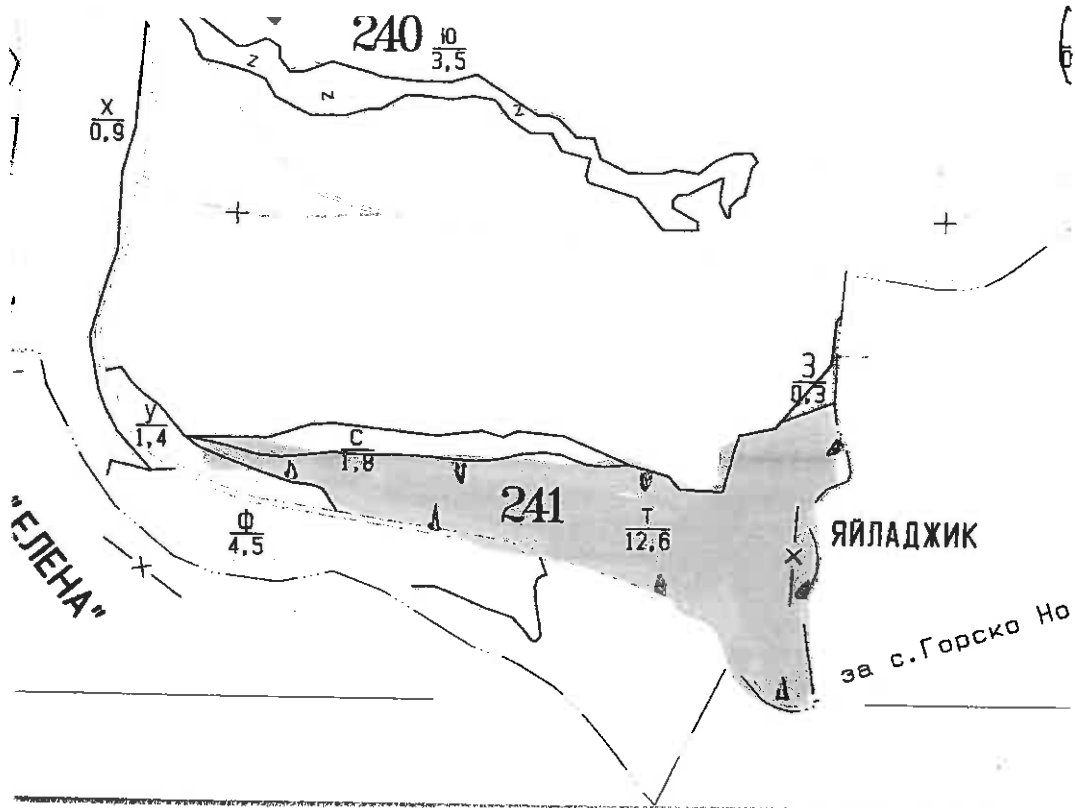 240 Ю
3,5
Х
0,9
З
0,3
У
1,4
С
1,8
241
Т
12,6
Ф
4,5
ЯЙЛАДЖИК
"ЕЛЕНА"
за с.Горско Но